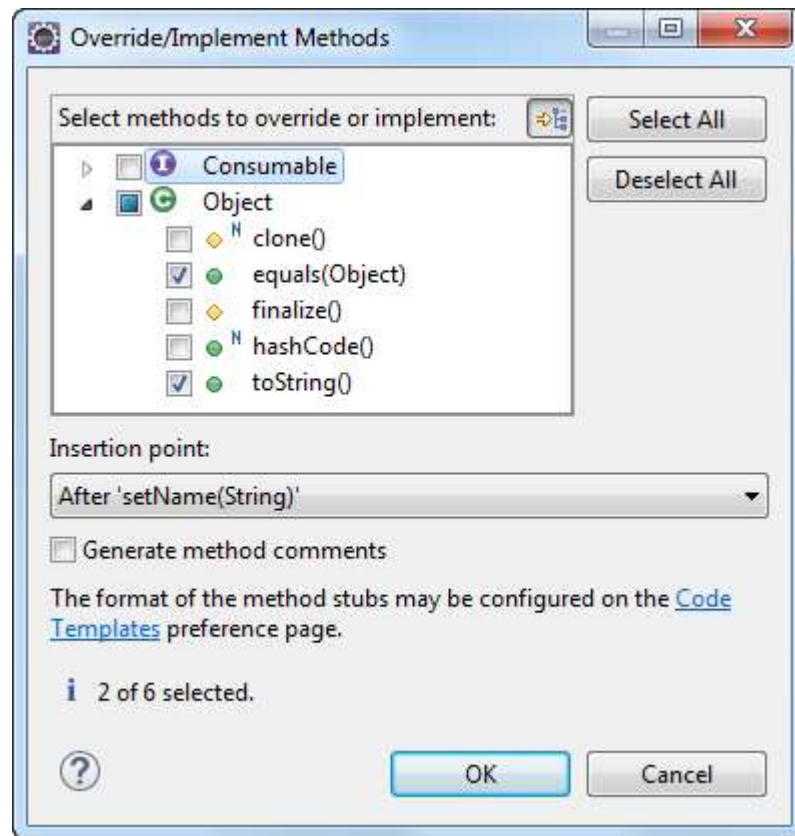 Override/Implement Methods
Select methods to override or implement:
Select All
Deselect All
I Consumable
C Object
N clone()
equals(Object)
finalize()
N hashCode()
toString()
Insertion point:
After 'setName(String)'
Generate method comments
The format of the method stubs may be configured on the Code
Templates preference page.
i 2 of 6 selected.
?
OK
Cancel